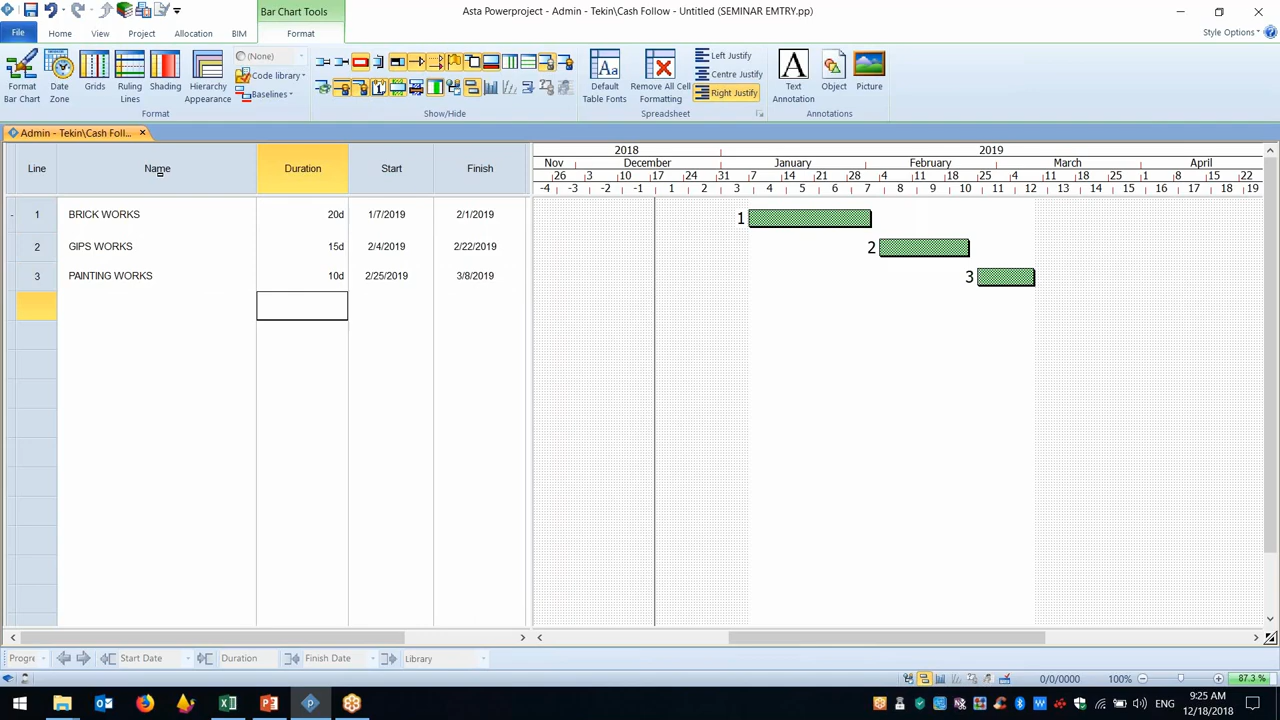 Bar Chart Tools
Asta Powerproject - Admin - Tekin\Cash Follow - Untitled (SEMINAR EMTRY.pp)
File Home View Project Allocation BIM Format Style Options
(None)
Code library
Baselines
Format Bar Chart
Date Zone
Grids
Ruling Lines
Shading
Hierarchy Appearance
Format
Show/Hide
Default Table Fonts
Remove All Cell Formatting
Left Justify
Centre Justify
Right Justify
Spreadsheet
Text Annotation
Object
Picture
Annotations
Admin - Tekin\Cash Foll...
Line Name Duration Start Finish
2018 2019
Nov December January February March April
26 3 10 17 24 31 7 14 21 28 4 11 18 25 4 11 18 25 1 8 15 22
-4 -3 -2 -1 1 2 3 4 5 6 7 8 9 10 11 12 13 14 15 16 17 18 19
1 BRICK WORKS 20d 1/7/2019 2/1/2019 1
2 GIPS WORKS 15d 2/4/2019 2/22/2019 2
3 PAINTING WORKS 10d 2/25/2019 3/8/2019 3
Progre Start Date Duration Finish Date Library
0/0/0000 100% 87.3 %
ENG
9:25 AM
12/18/2018